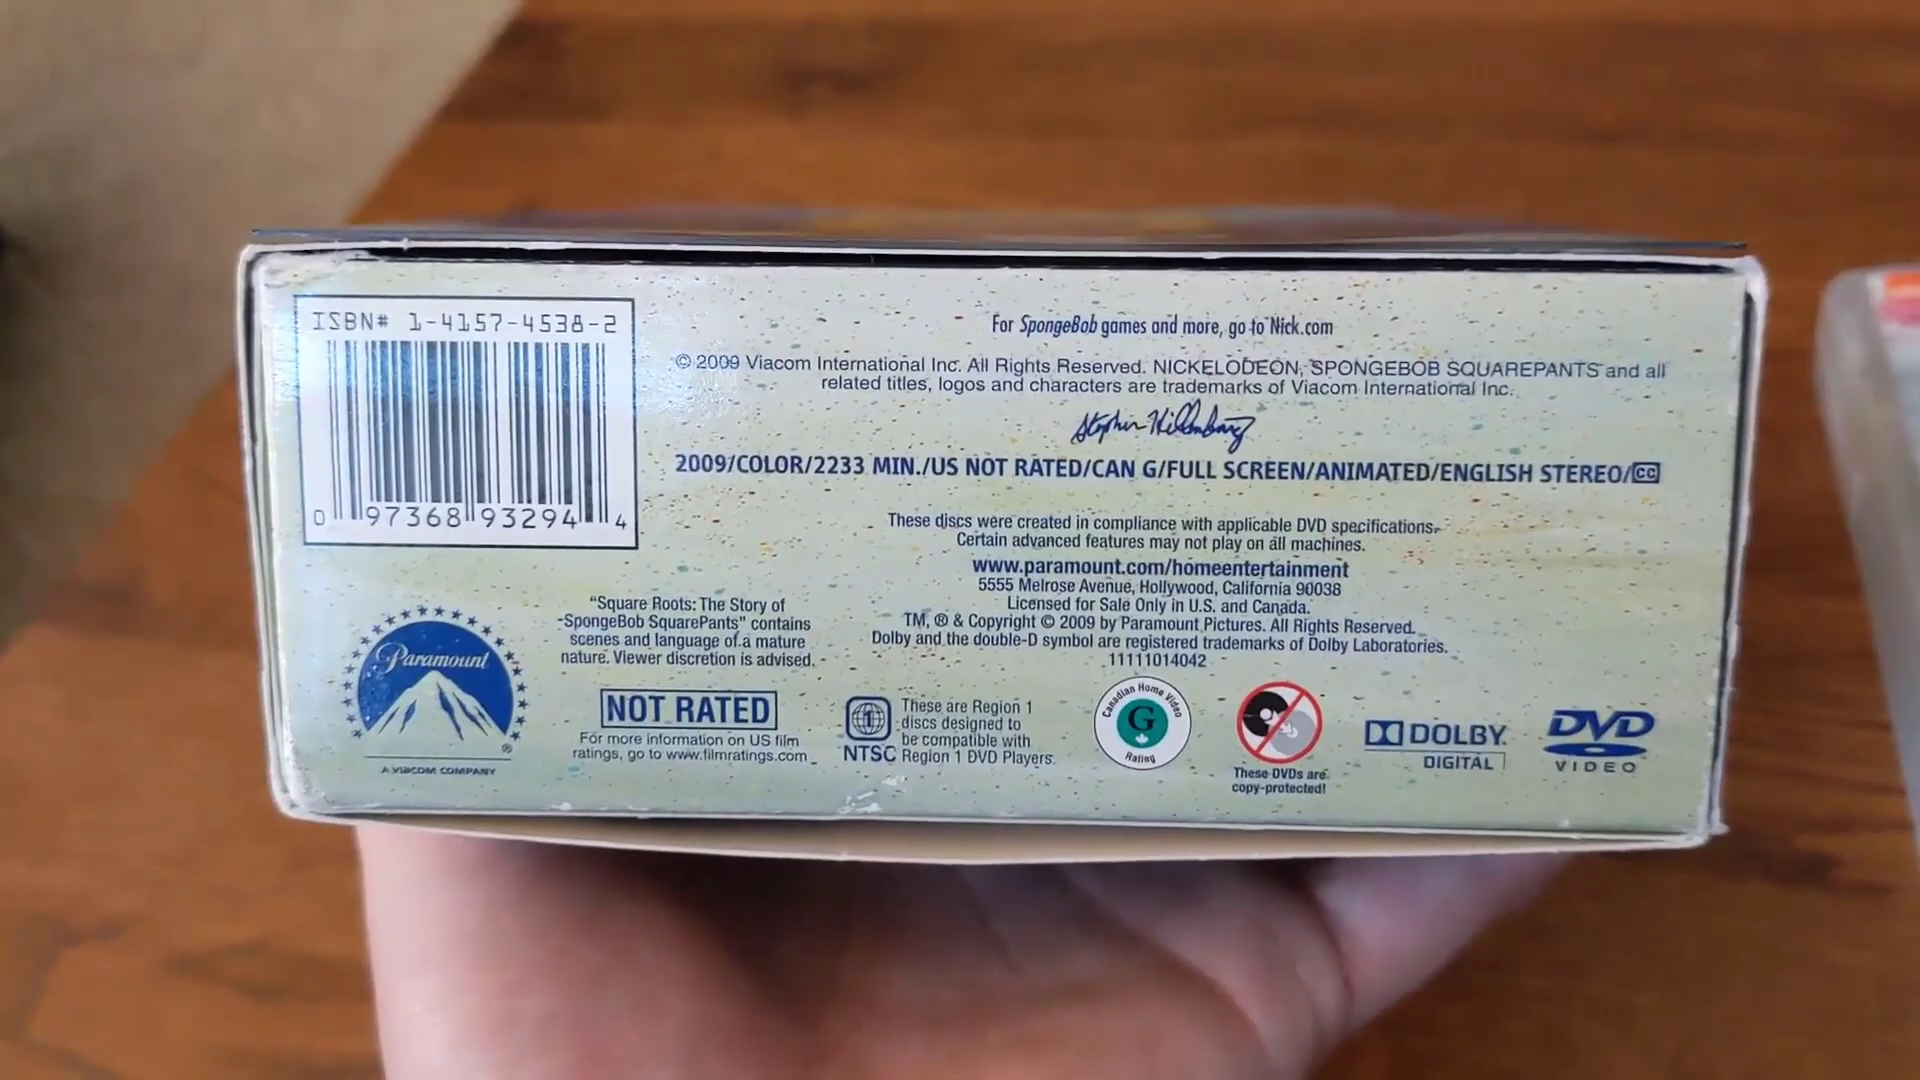 ISBN# 1-4157-4538-2
0 97368 93294 4
For SpongeBob games and more, go to Nick.com
© 2009 Viacom International Inc. All Rights Reserved. NICKELODEON, SPONGEBOB SQUAREPANTS and all
related titles, logos and characters are trademarks of Viacom International Inc.
Stephen Hillenburg
2009/COLOR/2233 MIN./US NOT RATED/CAN G/FULL SCREEN/ANIMATED/ENGLISH STEREO/CC
These discs were created in compliance with applicable DVD specifications.
Certain advanced features may not play on all machines.
www.paramount.com/homeentertainment
5555 Melrose Avenue, Hollywood, California 90038
Licensed for Sale Only in U.S. and Canada.
TM, ® & Copyright © 2009 by Paramount Pictures. All Rights Reserved.
Dolby and the double-D symbol are registered trademarks of Dolby Laboratories.
11111014042
Paramount
®
A VIACOM COMPANY
"Square Roots: The Story of
SpongeBob SquarePants" contains
scenes and language of a mature
nature. Viewer discretion is advised.
NOT RATED
For more information on US film
ratings, go to www.filmratings.com
1
NTSC
These are Region 1
discs designed to
be compatible with
Region 1 DVD Players.
Canadian Home Video
G
Rating
These DVDs are
copy-protected!
DOLBY
DIGITAL
DVD
VIDEO